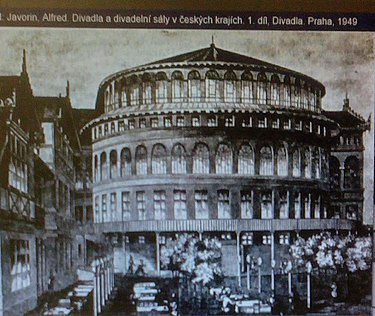 Javorin, Alfred. Divadla a divadelní sály v českých krajích. 1. díl, Divadla. Praha, 1949